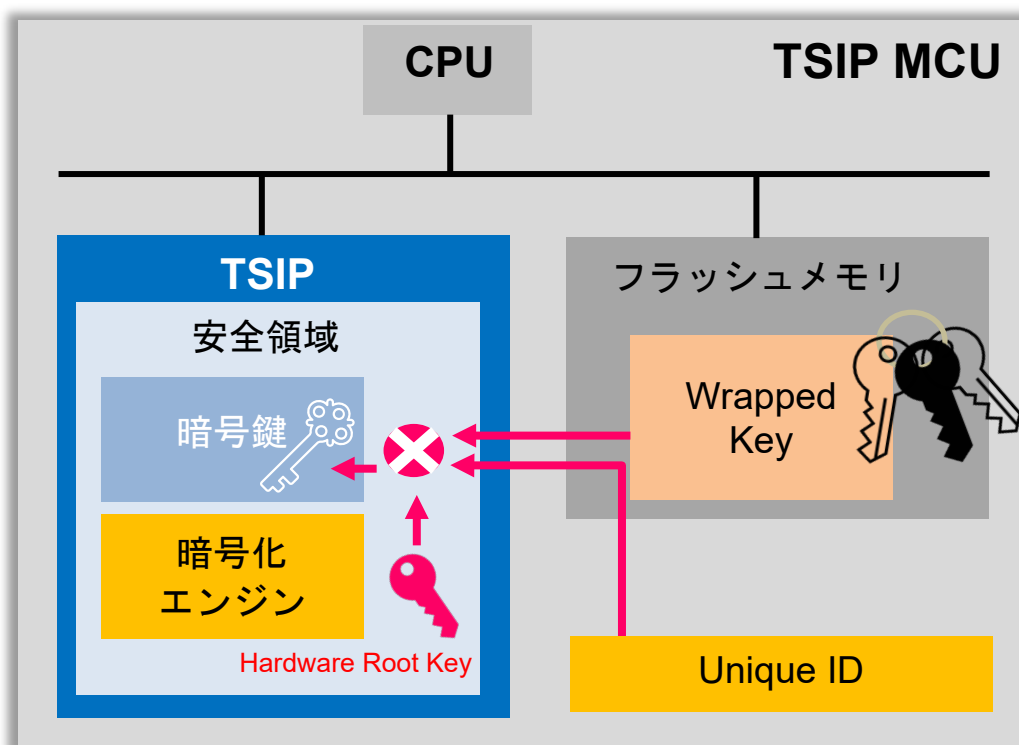 CPU
TSIP MCU
TSIP
安全領域
暗号鍵
暗号化
エンジン
Hardware Root Key
フラッシュメモリ
Wrapped
Key
Unique ID